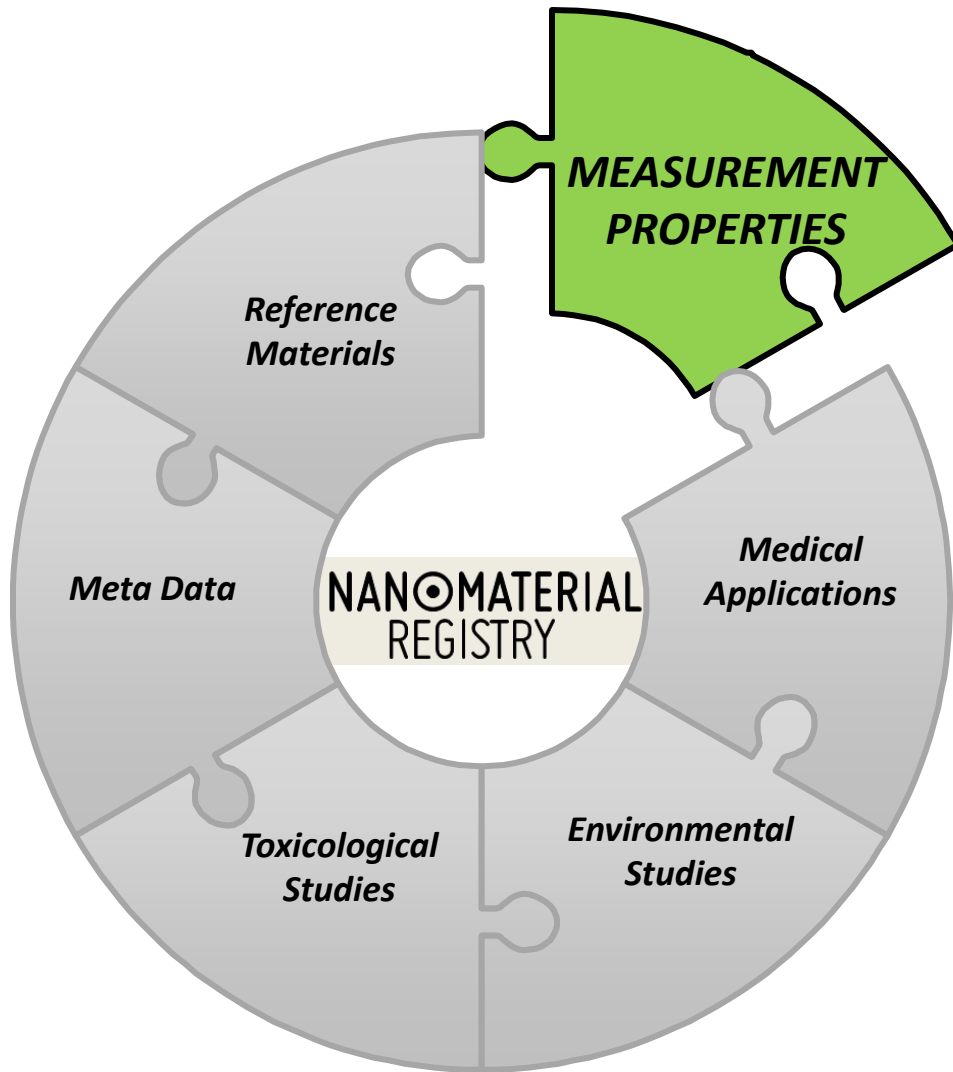 MEASUREMENT
PROPERTIES
Reference
Materials
Medical
Applications
Meta Data
NANOMATERIAL
REGISTRY
Toxicological
Studies
Environmental
Studies